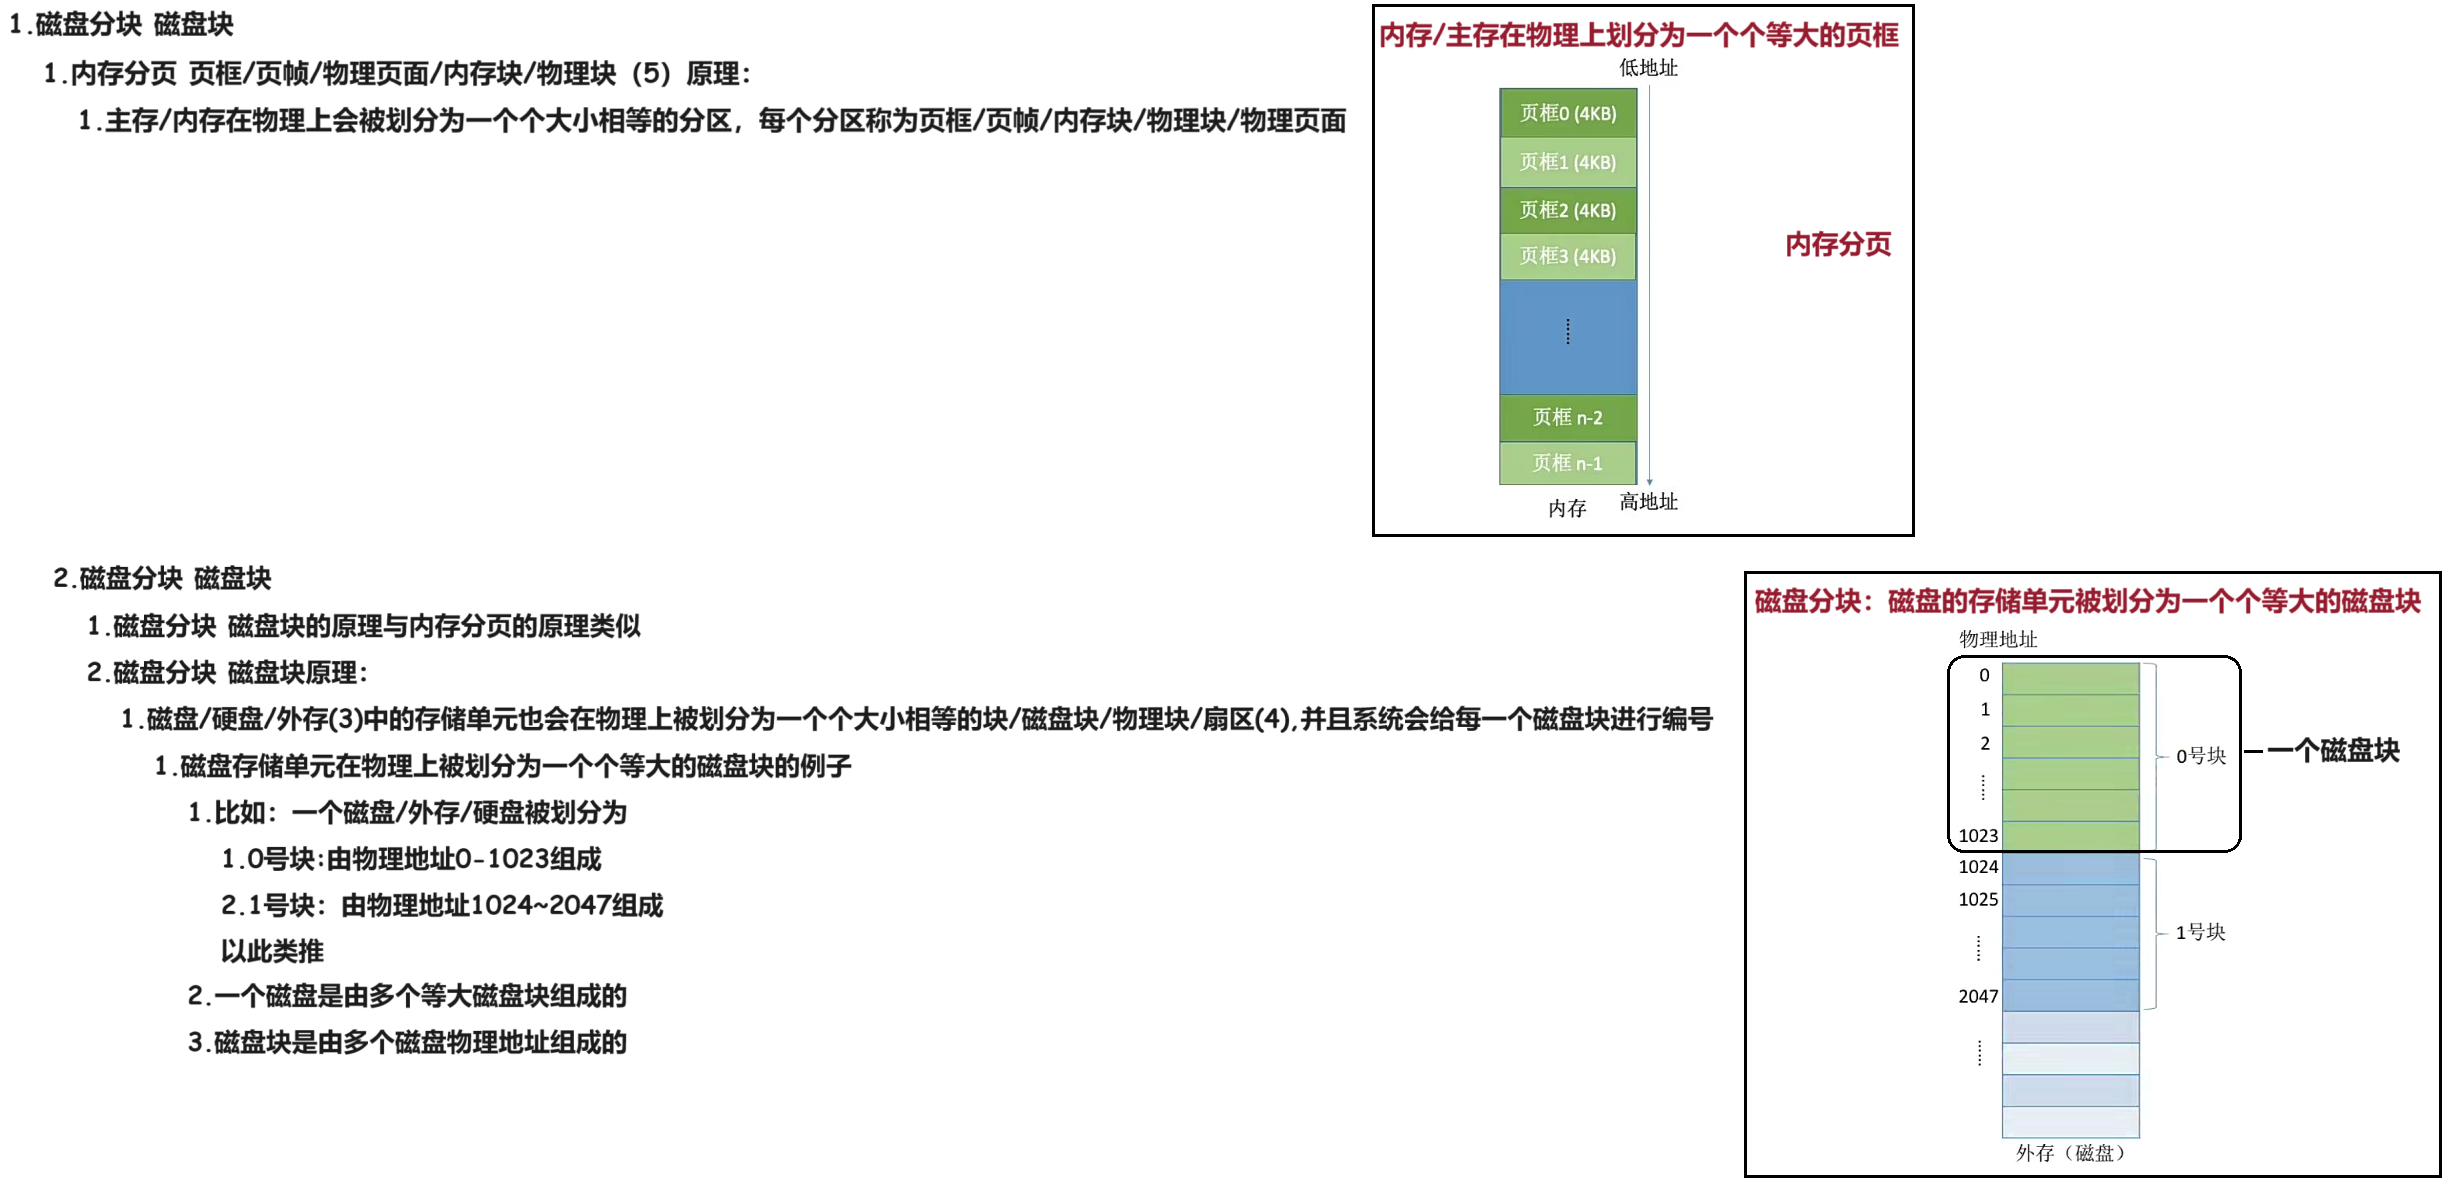 1.磁盘分块 磁盘块
1.内存分页 页框/页帧/物理页面/内存块/物理块（5）原理：
1.主存/内存在物理上会被划分为一个个大小相等的分区，每个分区称为页框/页帧/内存块/物理块/物理页面
内存/主存在物理上划分为一个个等大的页框
低地址
页框0 (4KB)
页框1 (4KB)
页框2 (4KB)
页框3 (4KB)
内存分页
......
页框 n-2
页框 n-1
内存
高地址
2.磁盘分块 磁盘块
1.磁盘分块 磁盘块的原理与内存分页的原理类似
2.磁盘分块 磁盘块原理：
1.磁盘/硬盘/外存(3)中的存储单元也会在物理上被划分为一个个大小相等的块/磁盘块/物理块/扇区(4),并且系统会给每一个磁盘块进行编号
1.磁盘存储单元在物理上被划分为一个个等大的磁盘块的例子
1.比如：一个磁盘/外存/硬盘被划分为
1.0号块:由物理地址0-1023组成
2.1号块：由物理地址1024~2047组成
以此类推
2.一个磁盘是由多个等大磁盘块组成的
3.磁盘块是由多个磁盘物理地址组成的
磁盘分块：磁盘的存储单元被划分为一个个等大的磁盘块
物理地址
0
1
2
......
1023
0号块
一个磁盘块
1024
1025
......
2047
1号块
......
外存（磁盘）